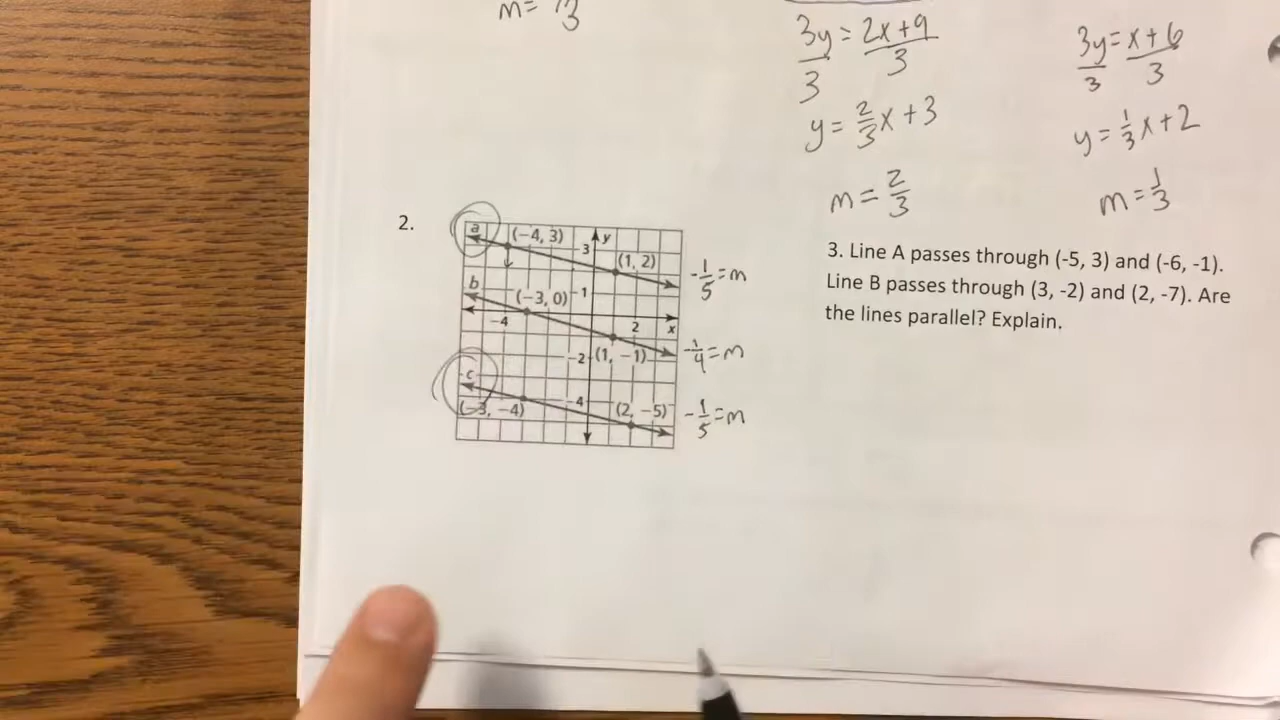 m= /3
3y = 2x+9
3 3
y = 2/3x +3
m = 2/3
3y = x+6
3 3
y = 1/3x+2
m = 1/3
2.
a (-4, 3) 3 y
(1, 2)
-1/5 = m
b (-3, 0) 1
-4 2 x
-2 (1, -1)
-1/4 = m
c
-4
(-3, -4) (2, -5)
-1/5 = m
3. Line A passes through (-5, 3) and (-6, -1).
Line B passes through (3, -2) and (2, -7). Are
the lines parallel? Explain.